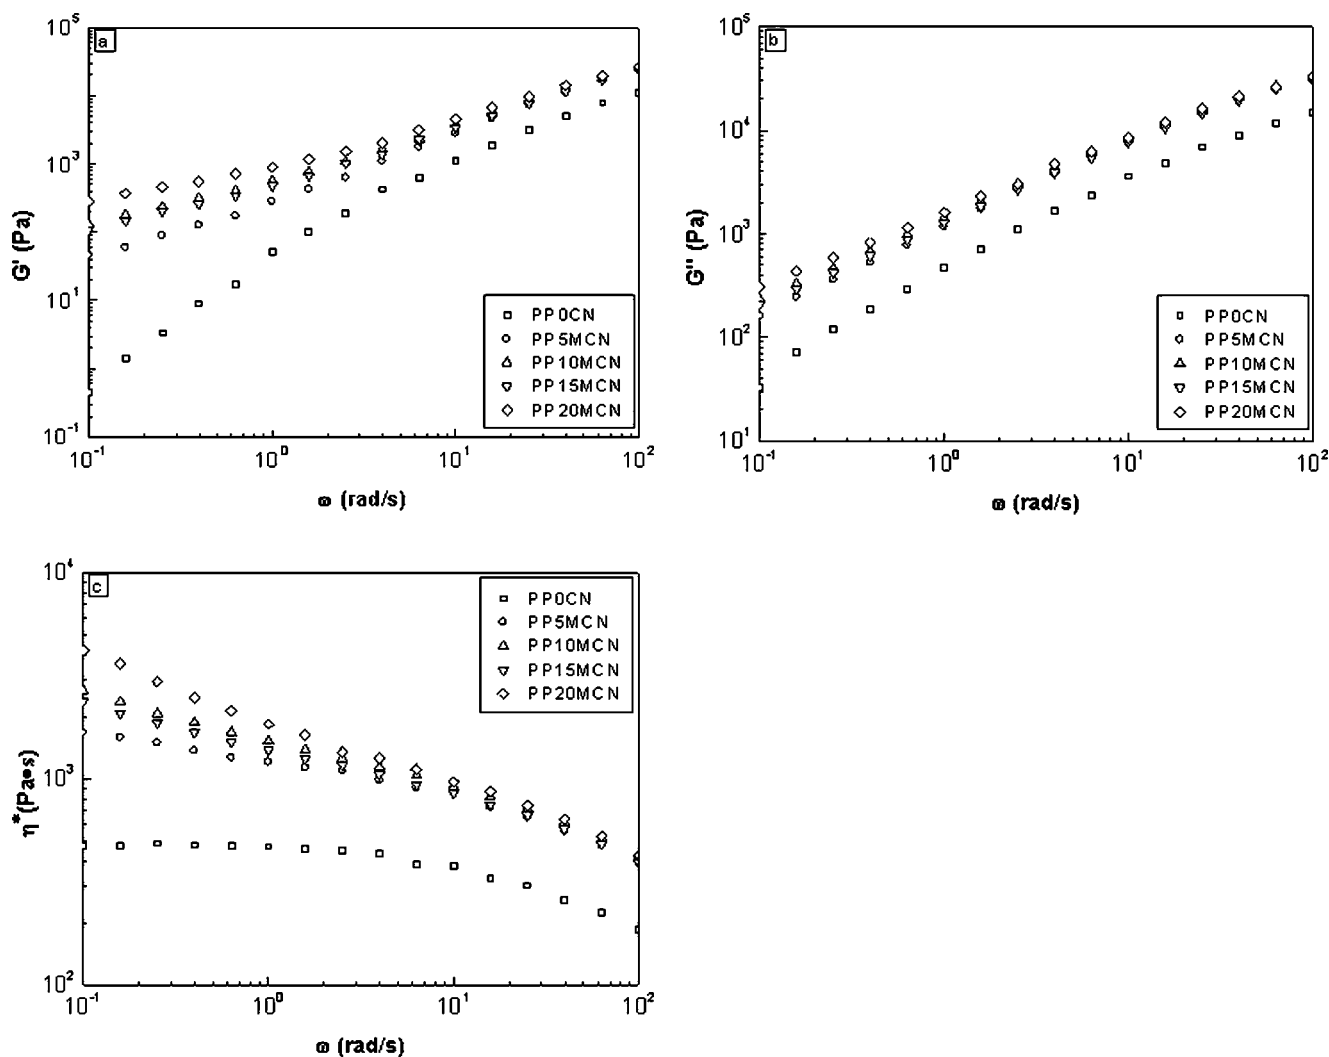 a
10^5
10^3
10^1
10^-1
G' (Pa)
PP0CN
PP5MCN
PP10MCN
PP15MCN
PP20MCN
10^-1 10^0 10^1 10^2
ω (rad/s)
b
10^5
10^4
10^3
10^2
10^1
G'' (Pa)
PP0CN
PP5MCN
PP10MCN
PP15MCN
PP20MCN
10^-1 10^0 10^1 10^2
ω (rad/s)
c
10^4
10^3
10^2
η*(Pa•s)
PP0CN
PP5MCN
PP10MCN
PP15MCN
PP20MCN
10^-1 10^0 10^1 10^2
ω (rad/s)